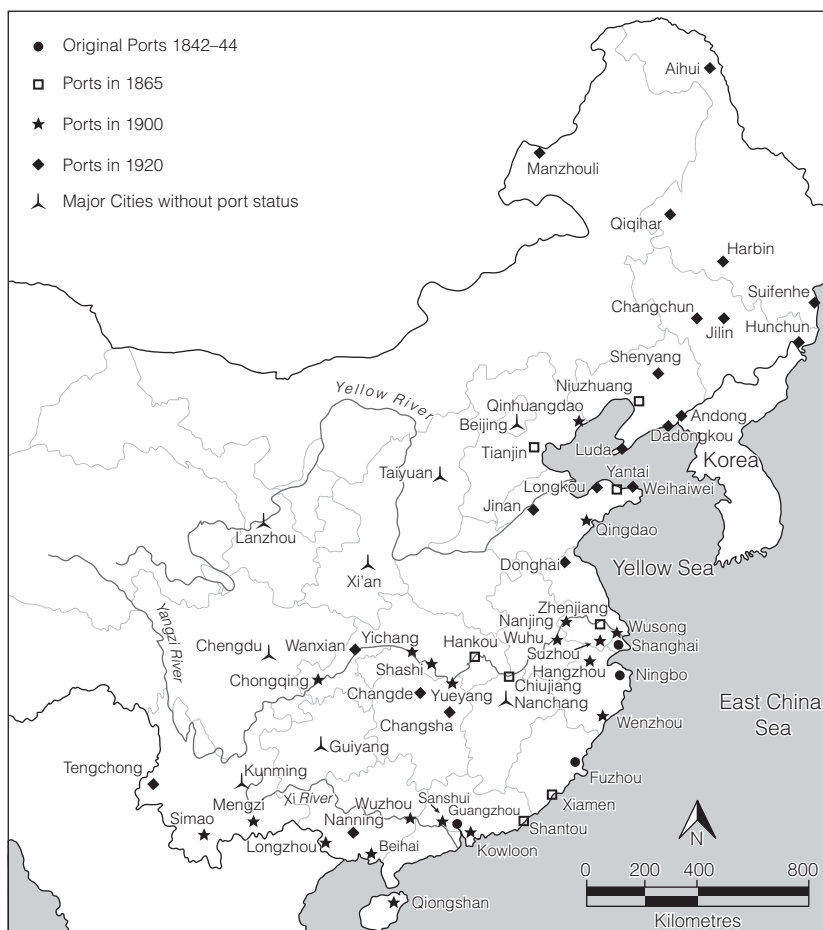 Original Ports 1842–44
Ports in 1865
Ports in 1900
Ports in 1920
Major Cities without port status
Aihui
Manzhouli
Qiqihar
Harbin
Suifenhe
Changchun
Jilin
Hunchun
Shenyang
Niuzhuang
Yellow River
Qinhuangdao
Beijing
Andong
Dadongkou
Tianjin
Luda
Korea
Taiyuan
Yantai
Longkou
Weihaiwei
Jinan
Qingdao
Lanzhou
Donghai
Yellow Sea
Xi'an
Yangzi River
Zhenjiang
Nanjing
Wusong
Chengdu
Wanxian
Yichang
Hankou
Wuhu
Shanghai
Suzhou
Shashi
Hangzhou
Chongqing
Yueyang
Chiujiang
Ningbo
Changde
Nanchang
East China
Sea
Changsha
Wenzhou
Guiyang
Tengchong
Fuzhou
Kunming
Xi River
Xiamen
Mengzi
Wuzhou
Sanshui
Guangzhou
Simao
Nanning
Shantou
N
Longzhou
Beihai
Kowloon
0 200 400 800
Kilometres
Qiongshan